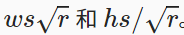 ws√r 和 hs/√r。